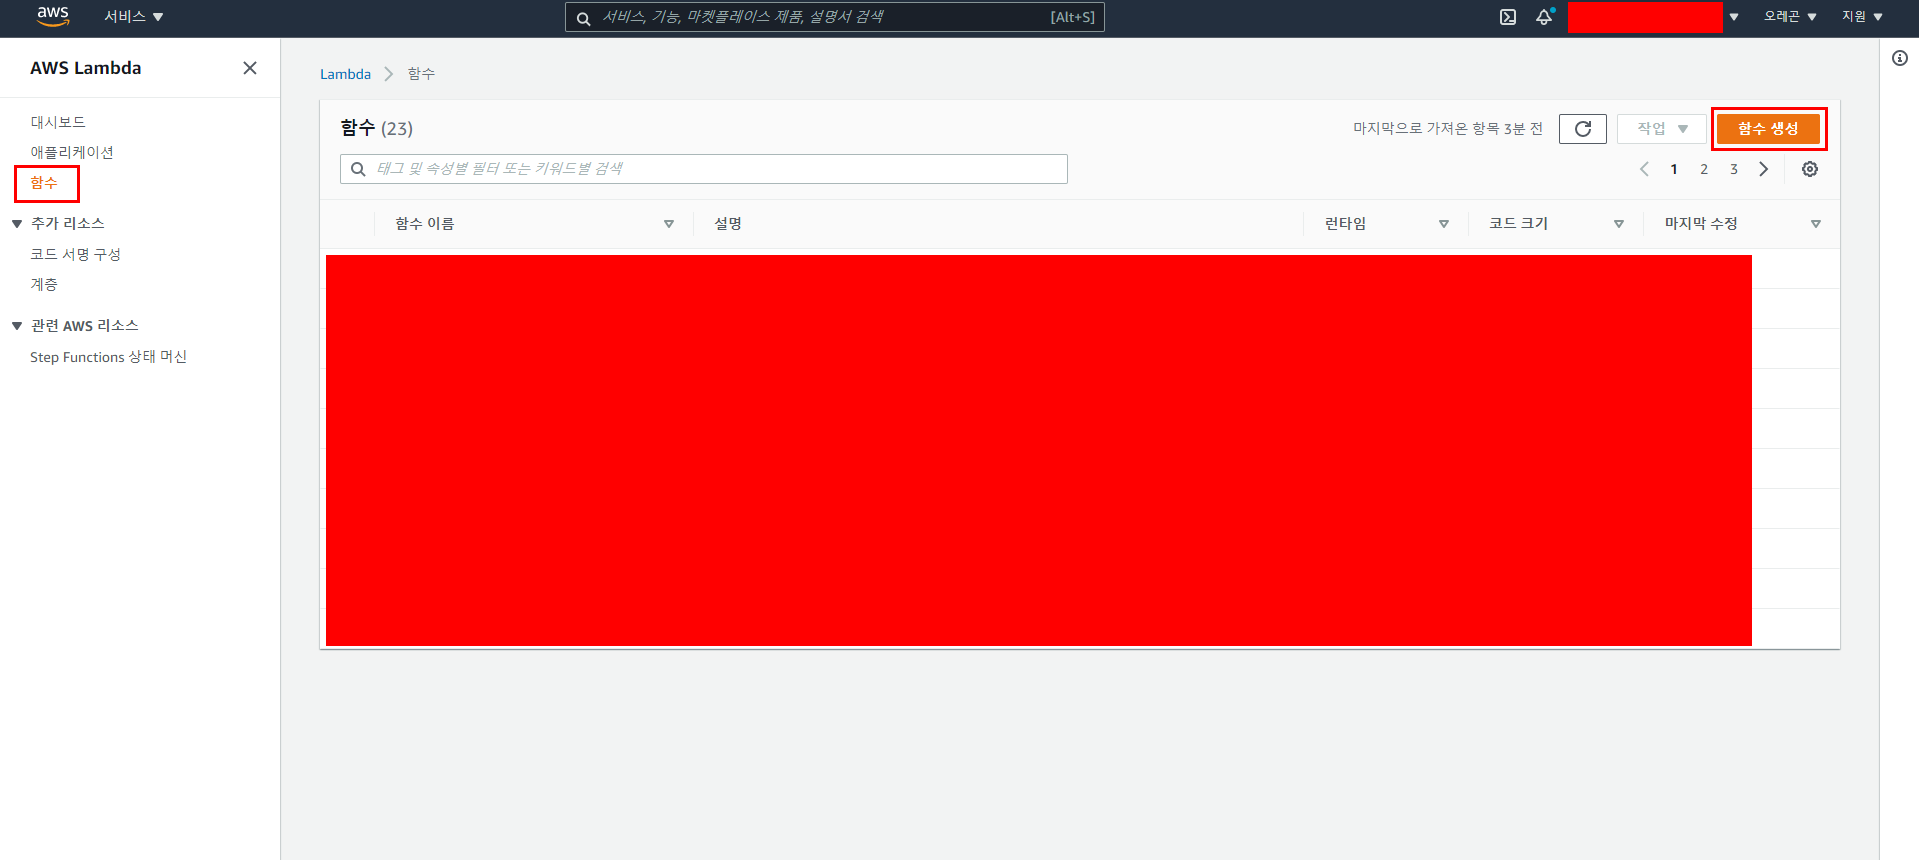 aws 서비스 서비스, 기능, 마켓플레이스 제품, 설명서 검색 [Alt+S] 오레곤 지원
AWS Lambda
대시보드
애플리케이션
함수
추가 리소스
코드 서명 구성
계층
관련 AWS 리소스
Step Functions 상태 머신
Lambda 함수
함수 (23)
마지막으로 가져온 항목 3분 전 작업 함수 생성
태그 및 속성별 필터 또는 키워드별 검색 1 2 3
함수 이름 설명 런타임 코드 크기 마지막 수정